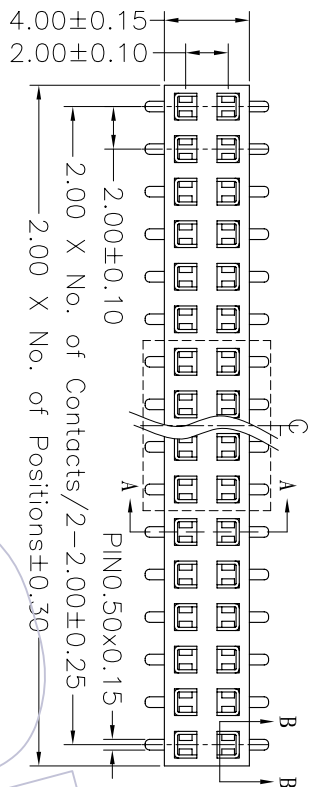 4.00±0.15
2.00±0.10
2.00±0.10
2.00 X No. of Contacts/2-2.00±0.25
2.00 X No. of Positions±0.30
PIN0.50x0.15
C
A
A
B
B